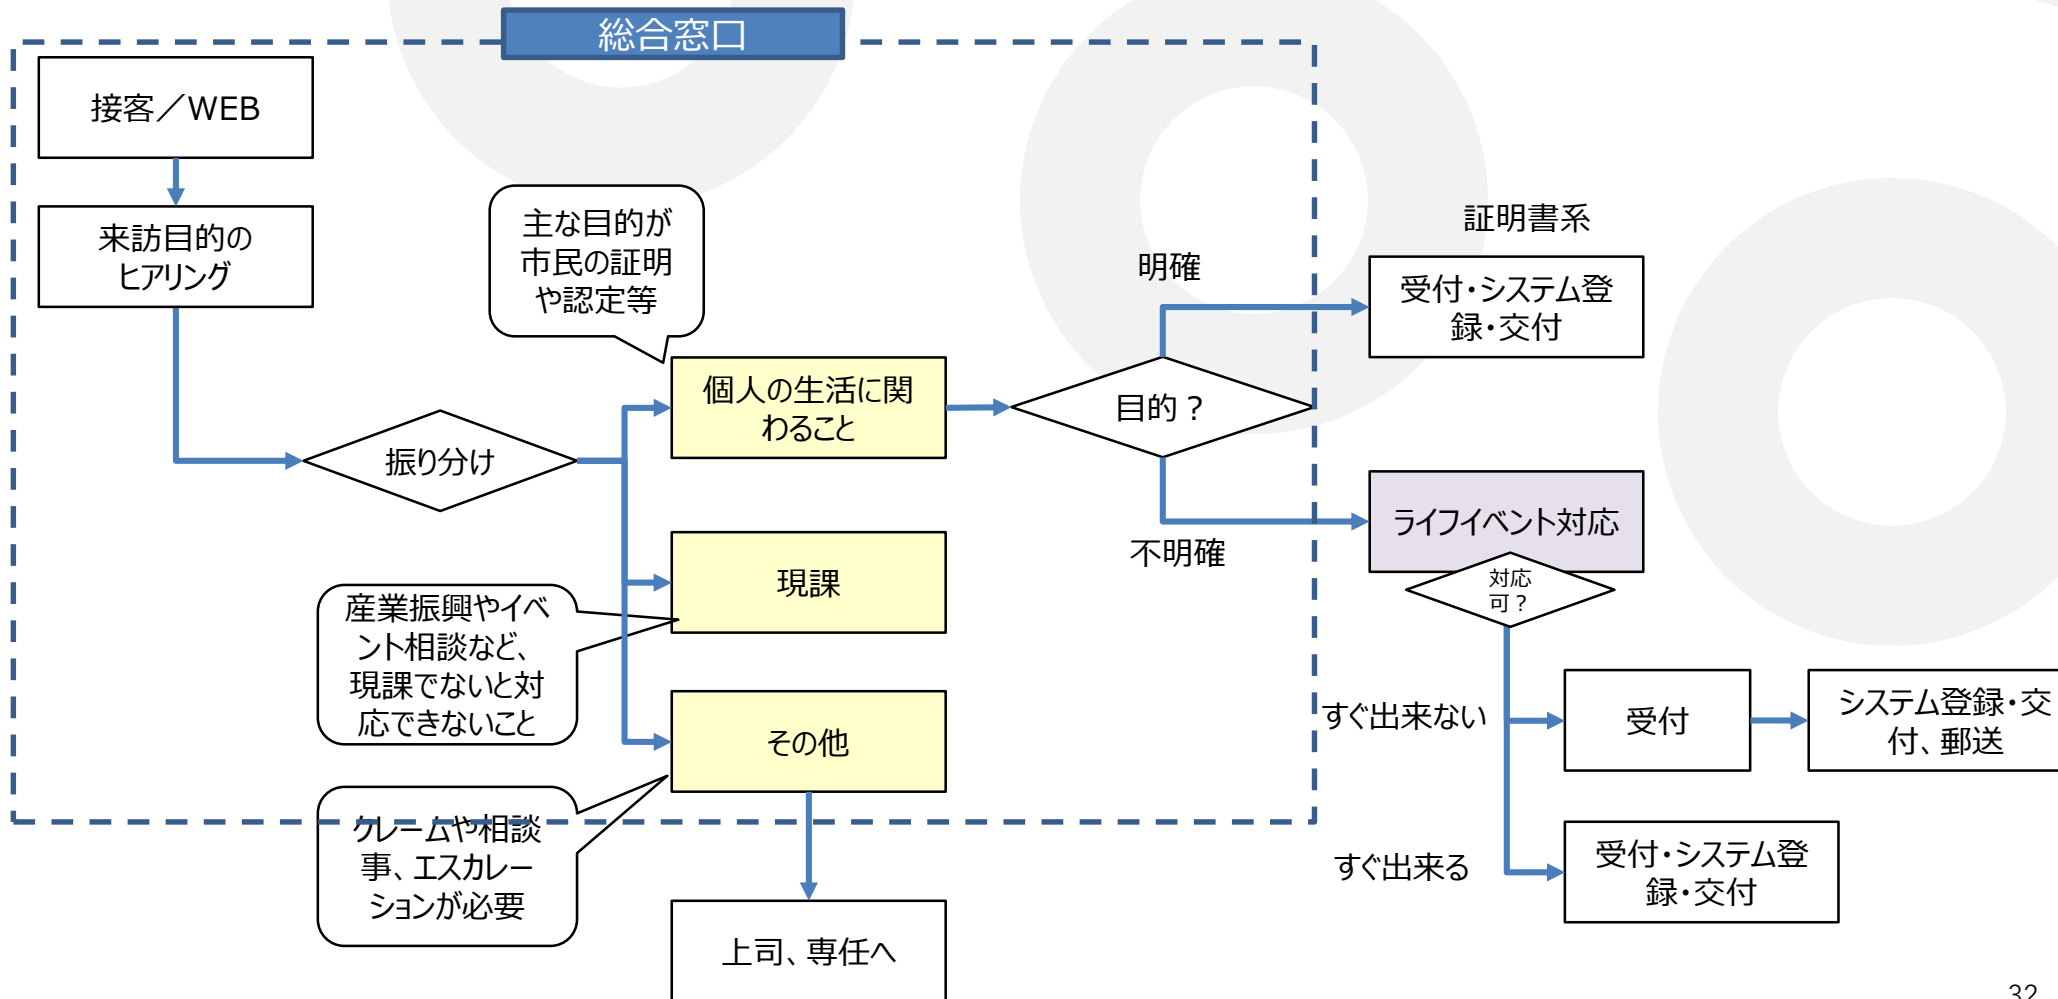 総合窓口
接客／WEB
来訪目的の
ヒアリング
主な目的が
市民の証明
や認定等
振り分け
個人の生活に関
わること
目的？
明確
不明確
証明書系
受付・システム登
録・交付
ライフイベント対応
対応
可？
現課
産業振興やイベ
ント相談など、
現課でないと対
応できないこと
その他
クレームや相談
事、エスカレー
ションが必要
上司、専任へ
すぐ出来ない
受付
システム登録・交
付、郵送
すぐ出来る
受付・システム登
録・交付
32